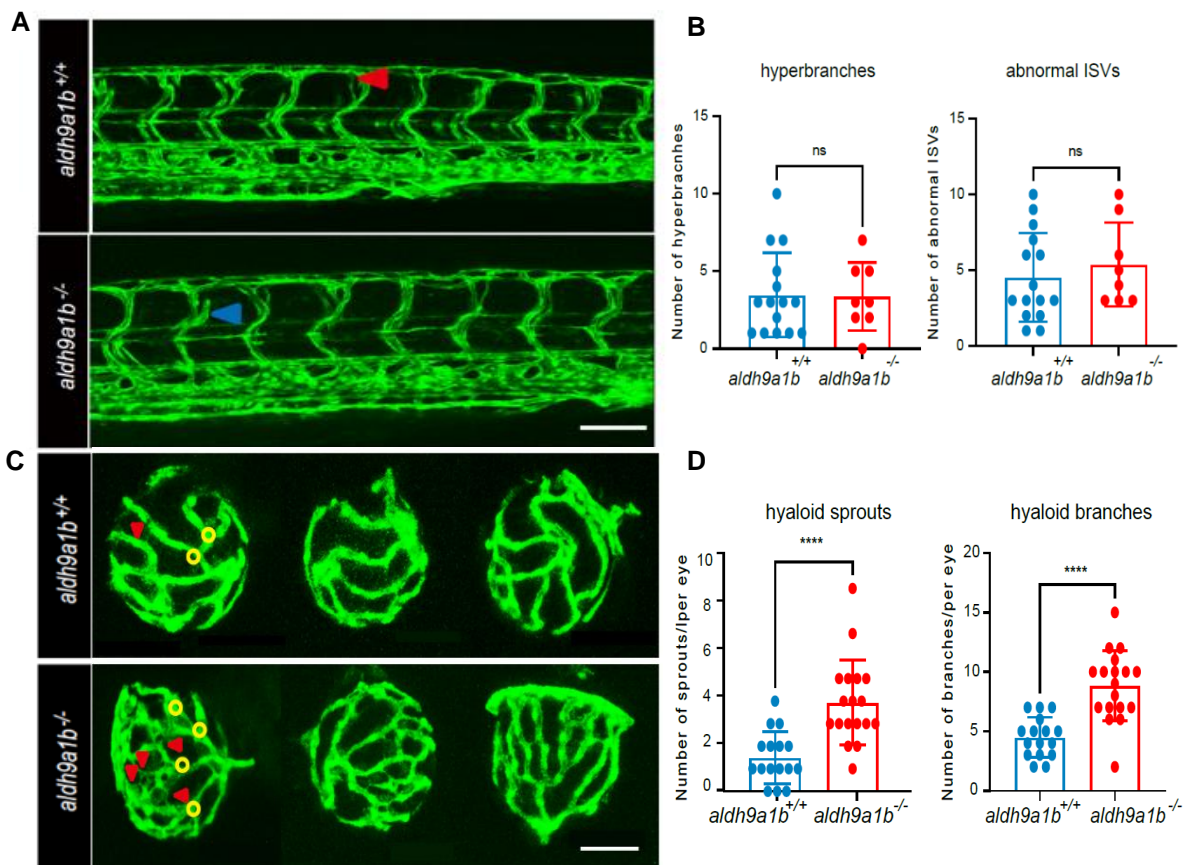 A
aldh9a1b+/+
aldh9a1b-/-
B
hyperbranches
Number of hyperbracnhes
15
10
5
0
ns
aldh9a1b+/+
aldh9a1b-/-
abnormal ISVs
Number of abnormal ISVs
15
10
5
0
ns
aldh9a1b+/+
aldh9a1b-/-
C
aldh9a1b+/+
aldh9a1b-/-
D
hyaloid sprouts
Number of sprouts/lper eye
10
8
6
4
2
0
****
aldh9a1b+/+
aldh9a1b-/-
hyaloid branches
Number of branches/per eye
20
15
10
5
0
****
aldh9a1b+/+
aldh9a1b-/-